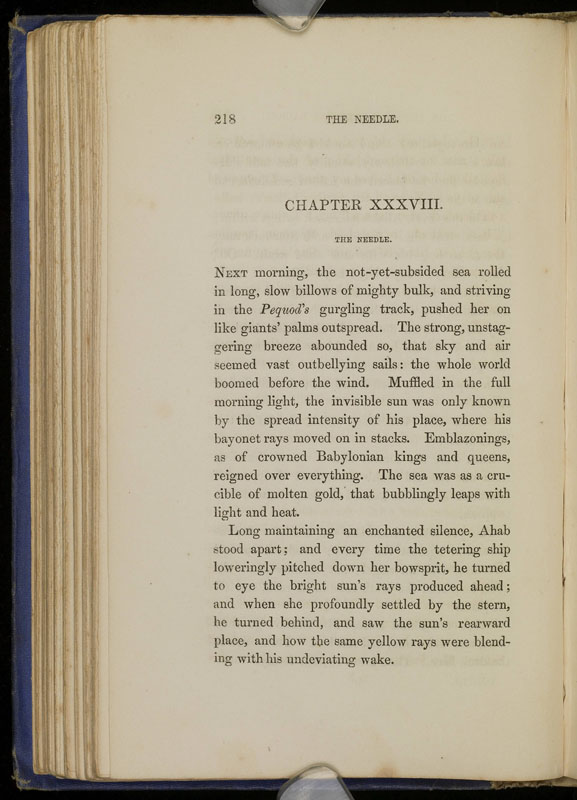 218 THE NEEDLE.
CHAPTER XXXVIII.
THE NEEDLE.
NEXT morning, the not-yet-subsided sea rolled
in long, slow billows of mighty bulk, and striving
in the Pequod's gurgling track, pushed her on
like giants' palms outspread. The strong, unstag-
gering breeze abounded so, that sky and air
seemed vast outbellying sails: the whole world
boomed before the wind. Muffled in the full
morning light, the invisible sun was only known
by the spread intensity of his place, where his
bayonet rays moved on in stacks. Emblazonings,
as of crowned Babylonian kings and queens,
reigned over everything. The sea was as a cru-
cible of molten gold, that bubblingly leaps with
light and heat.
Long maintaining an enchanted silence, Ahab
stood apart; and every time the tetering ship
loweringly pitched down her bowsprit, he turned
to eye the bright sun's rays produced ahead;
and when she profoundly settled by the stern,
he turned behind, and saw the sun's rearward
place, and how the same yellow rays were blend-
ing with his undeviating wake.